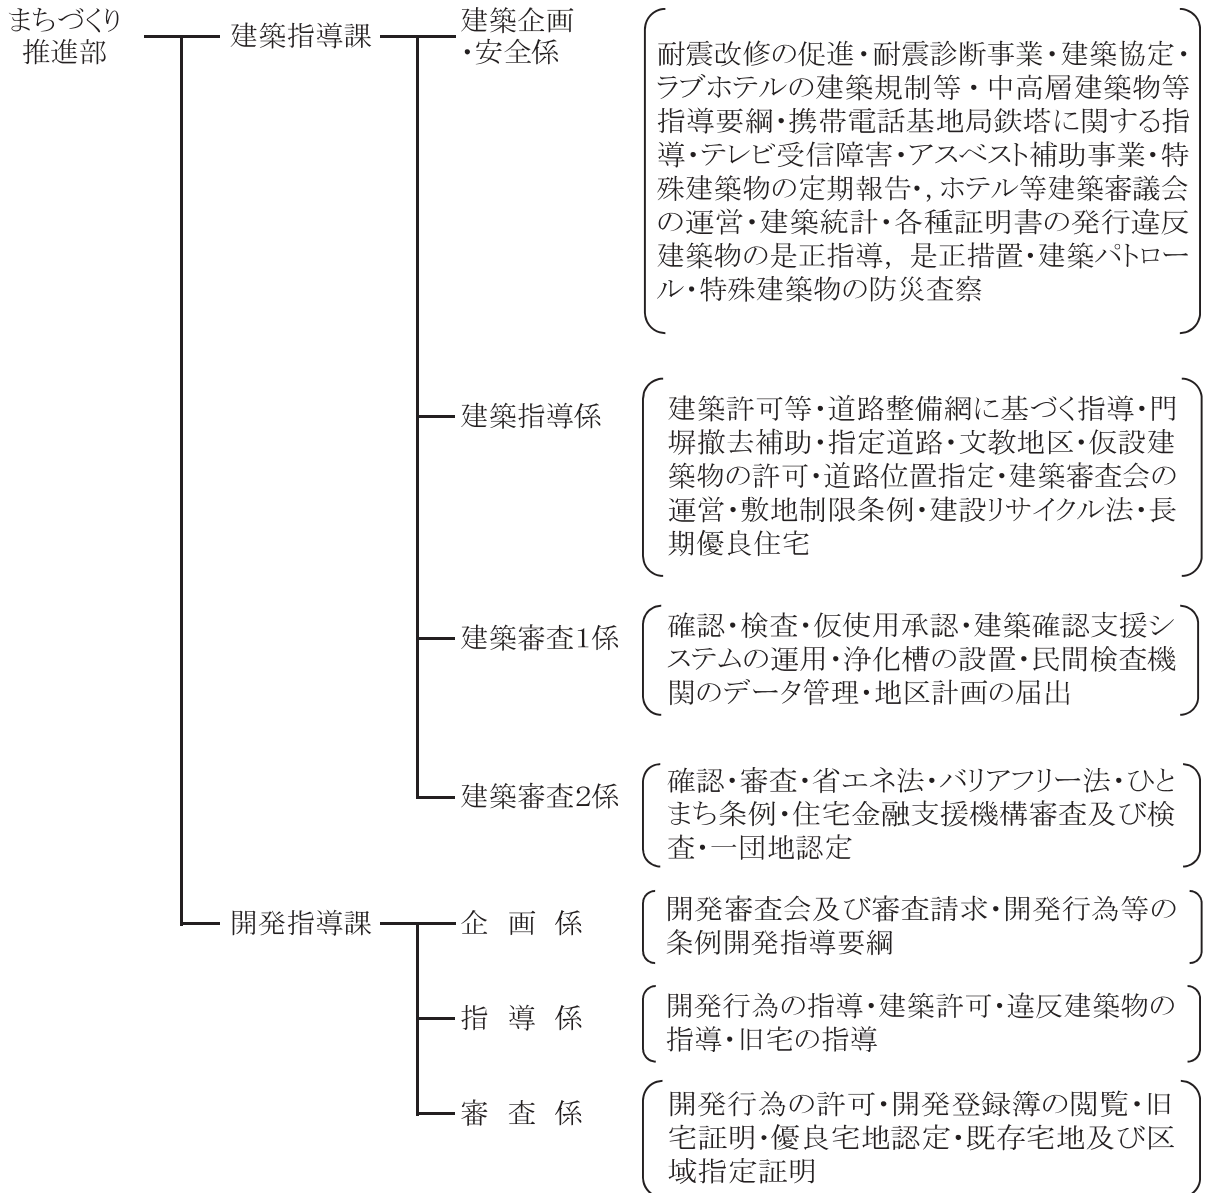 まちづくり
推進部
建築指導課
建築企画
・安全係
耐震改修の促進・耐震診断事業・建築協定・
ラブホテルの建築規制等・中高層建築物等
指導要綱・携帯電話基地局鉄塔に関する指
導・テレビ受信障害・アスベスト補助事業・特
殊建築物の定期報告・，ホテル等建築審議会
の運営・建築統計・各種証明書の発行違反
建築物の是正指導，是正措置・建築パトロー
ル・特殊建築物の防災査察
建築指導係
建築許可等・道路整備網に基づく指導・門
塀撤去補助・指定道路・文教地区・仮設建
築物の許可・道路位置指定・建築審査会の
運営・敷地制限条例・建設リサイクル法・長
期優良住宅
建築審査1係
確認・検査・仮使用承認・建築確認支援シ
ステムの運用・浄化槽の設置・民間検査機
関のデータ管理・地区計画の届出
建築審査2係
確認・審査・省エネ法・バリアフリー法・ひと
まち条例・住宅金融支援機構審査及び検
査・一団地認定
開発指導課
企 画 係
開発審査会及び審査請求・開発行為等の
条例開発指導要綱
指 導 係
開発行為の指導・建築許可・違反建築物の
指導・旧宅の指導
審 査 係
開発行為の許可・開発登録簿の閲覧・旧
宅証明・優良宅地認定・既存宅地及び区
域指定証明